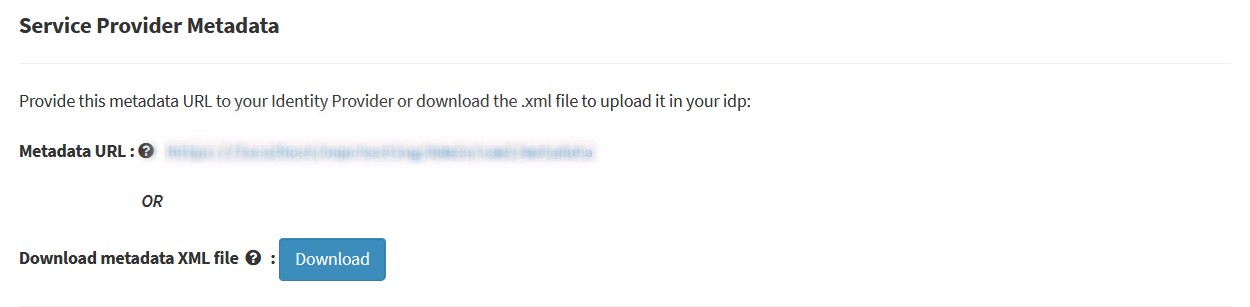 Service Provider Metadata
Provide this metadata URL to your Identity Provider or download the .xml file to upload it in your idp:
Metadata URL :
OR
Download metadata XML file :
Download